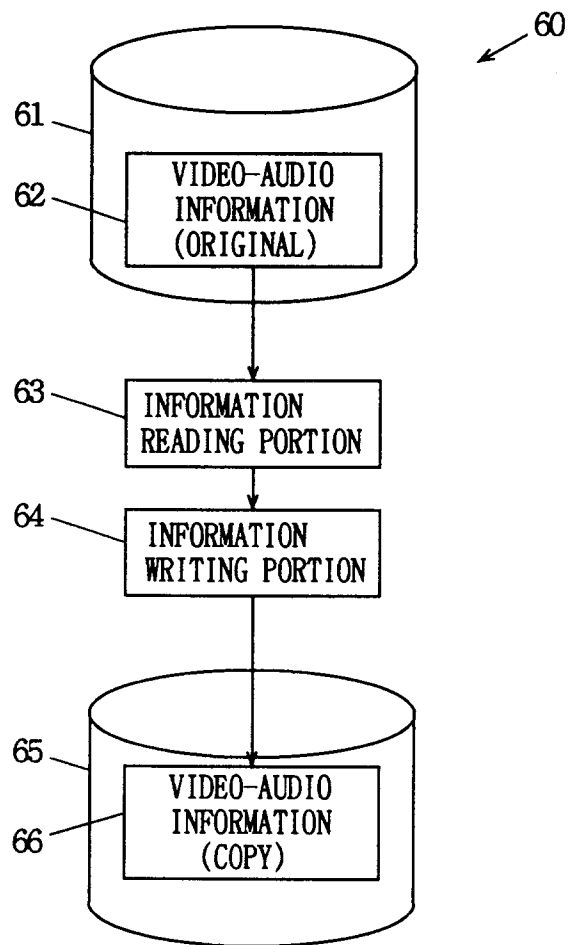 60
61
VIDEO-AUDIO
62
INFORMATION
(ORIGINAL)
63
INFORMATION
READING PORTION
64
INFORMATION
WRITING PORTION
65
VIDEO-AUDIO
INFORMATION
66
(COPY)